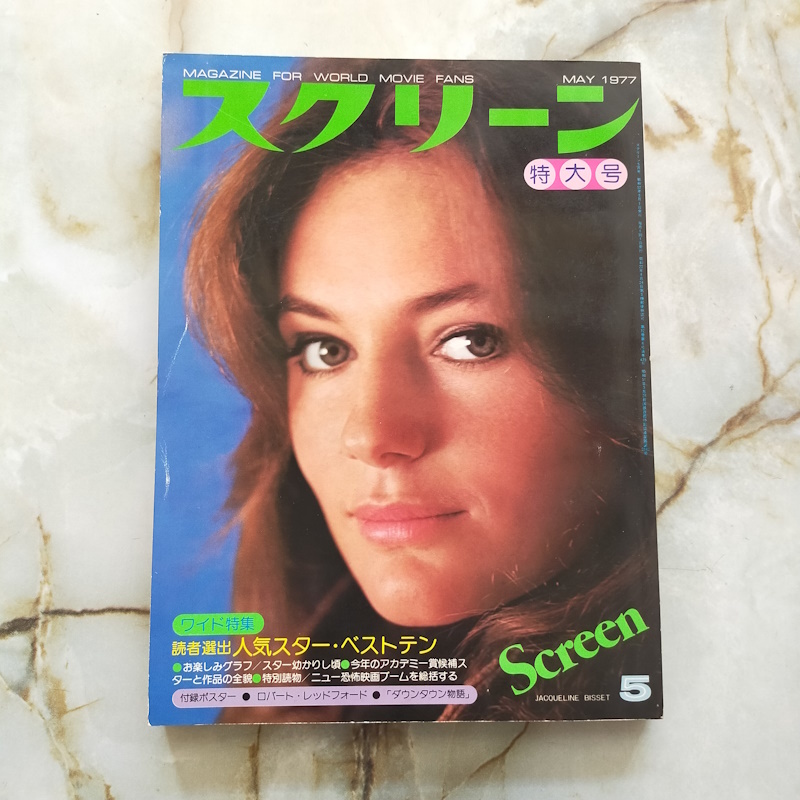 MAGAZINE FOR WORLD MOVIE FANS
MAY 1977
スクリーン
特大号
ワイド特集
読者選出人気スター・ベストテン
●お楽しみグラフ/スター幼かりし頃●今年のアカデミー賞候補ス
ターと作品の全貌●特別読物/ニュー恐怖映画ブームを総括する
付録ポスター ● ロバート・レッドフォード ● 「ダウンタウン物語」
Screen
JACQUELINE BISSET
5